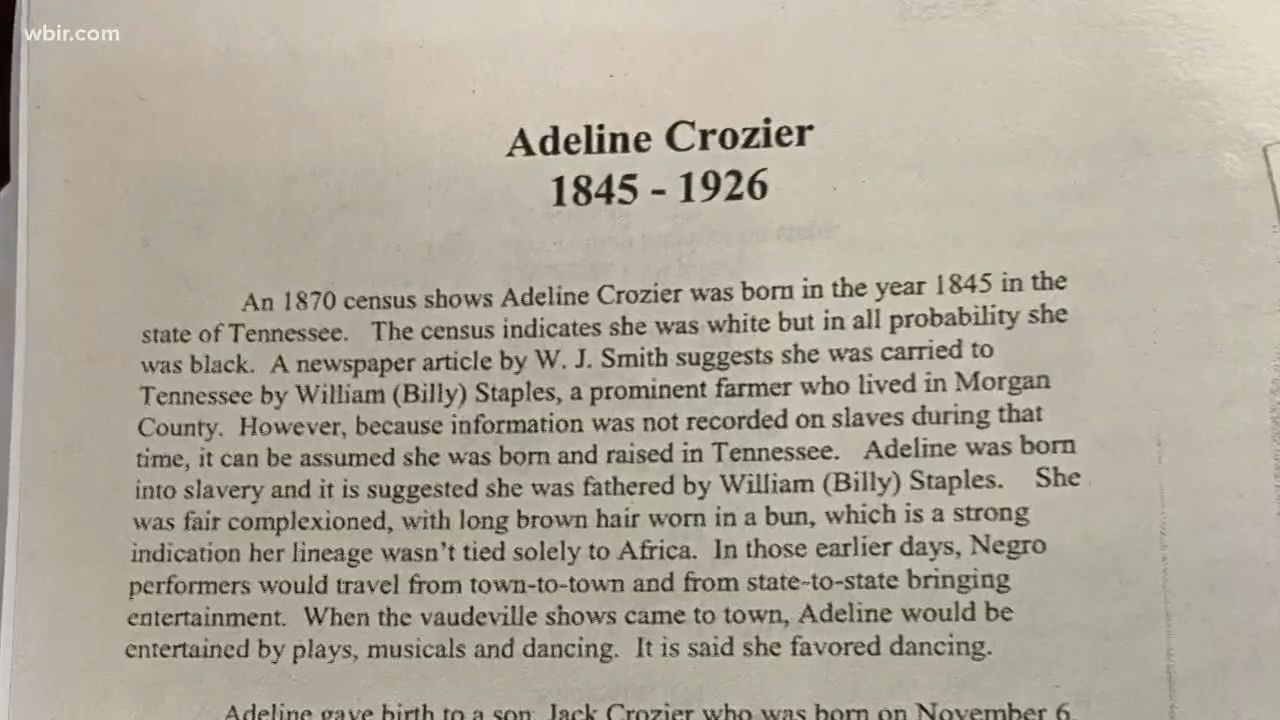 wbir.com
Adeline Crozier
1845 - 1926
An 1870 census shows Adeline Crozier was born in the year 1845 in the
state of Tennessee. The census indicates she was white but in all probability she
was black. A newspaper article by W. J. Smith suggests she was carried to
Tennessee by William (Billy) Staples, a prominent farmer who lived in Morgan
County. However, because information was not recorded on slaves during that
time, it can be assumed she was born and raised in Tennessee. Adeline was born
into slavery and it is suggested she was fathered by William (Billy) Staples. She
was fair complexioned, with long brown hair worn in a bun, which is a strong
indication her lineage wasn't tied solely to Africa. In those earlier days, Negro
performers would travel from town-to-town and from state-to-state bringing
entertainment. When the vaudeville shows came to town, Adeline would be
entertained by plays, musicals and dancing. It is said she favored dancing.
Adeline gave birth to a son, Jack Crozier who was born on November 6,